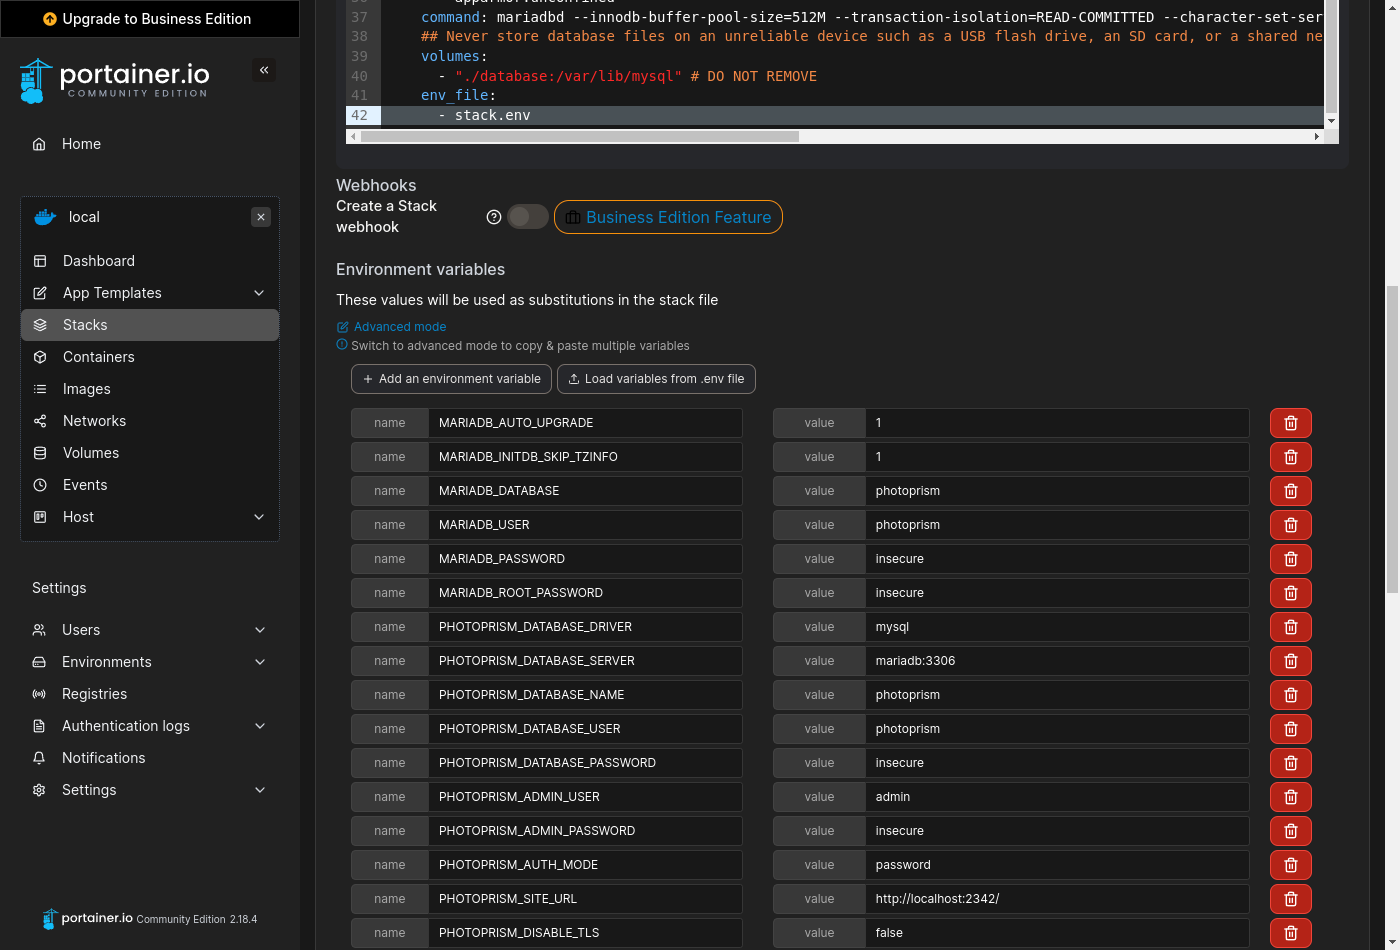 Upgrade to Business Edition
portainer.io
COMMUNITY EDITION
Home
local
Dashboard
App Templates
Stacks
Containers
Images
Networks
Volumes
Events
Host
Settings
Users
Environments
Registries
Authentication logs
Notifications
Settings
portainer.io Community Edition 2.18.4
37 command: mariadbd --innodb-buffer-pool-size=512M --transaction-isolation=READ-COMMITTED --character-set-ser
38 ## Never store database files on an unreliable device such as a USB flash drive, an SD card, or a shared ne
39 volumes:
40 - "./database:/var/lib/mysql" # DO NOT REMOVE
41 env_file:
42 - stack.env
Webhooks
Create a Stack
webhook
Business Edition Feature
Environment variables
These values will be used as substitutions in the stack file
Advanced mode
Switch to advanced mode to copy & paste multiple variables
+ Add an environment variable Load variables from .env file
name MARIADB_AUTO_UPGRADE value 1
name MARIADB_INITDB_SKIP_TZINFO value 1
name MARIADB_DATABASE value photoprism
name MARIADB_USER value photoprism
name MARIADB_PASSWORD value insecure
name MARIADB_ROOT_PASSWORD value insecure
name PHOTOPRISM_DATABASE_DRIVER value mysql
name PHOTOPRISM_DATABASE_SERVER value mariadb:3306
name PHOTOPRISM_DATABASE_NAME value photoprism
name PHOTOPRISM_DATABASE_USER value photoprism
name PHOTOPRISM_DATABASE_PASSWORD value insecure
name PHOTOPRISM_ADMIN_USER value admin
name PHOTOPRISM_ADMIN_PASSWORD value insecure
name PHOTOPRISM_AUTH_MODE value password
name PHOTOPRISM_SITE_URL value http://localhost:2342/
name PHOTOPRISM_DISABLE_TLS value false